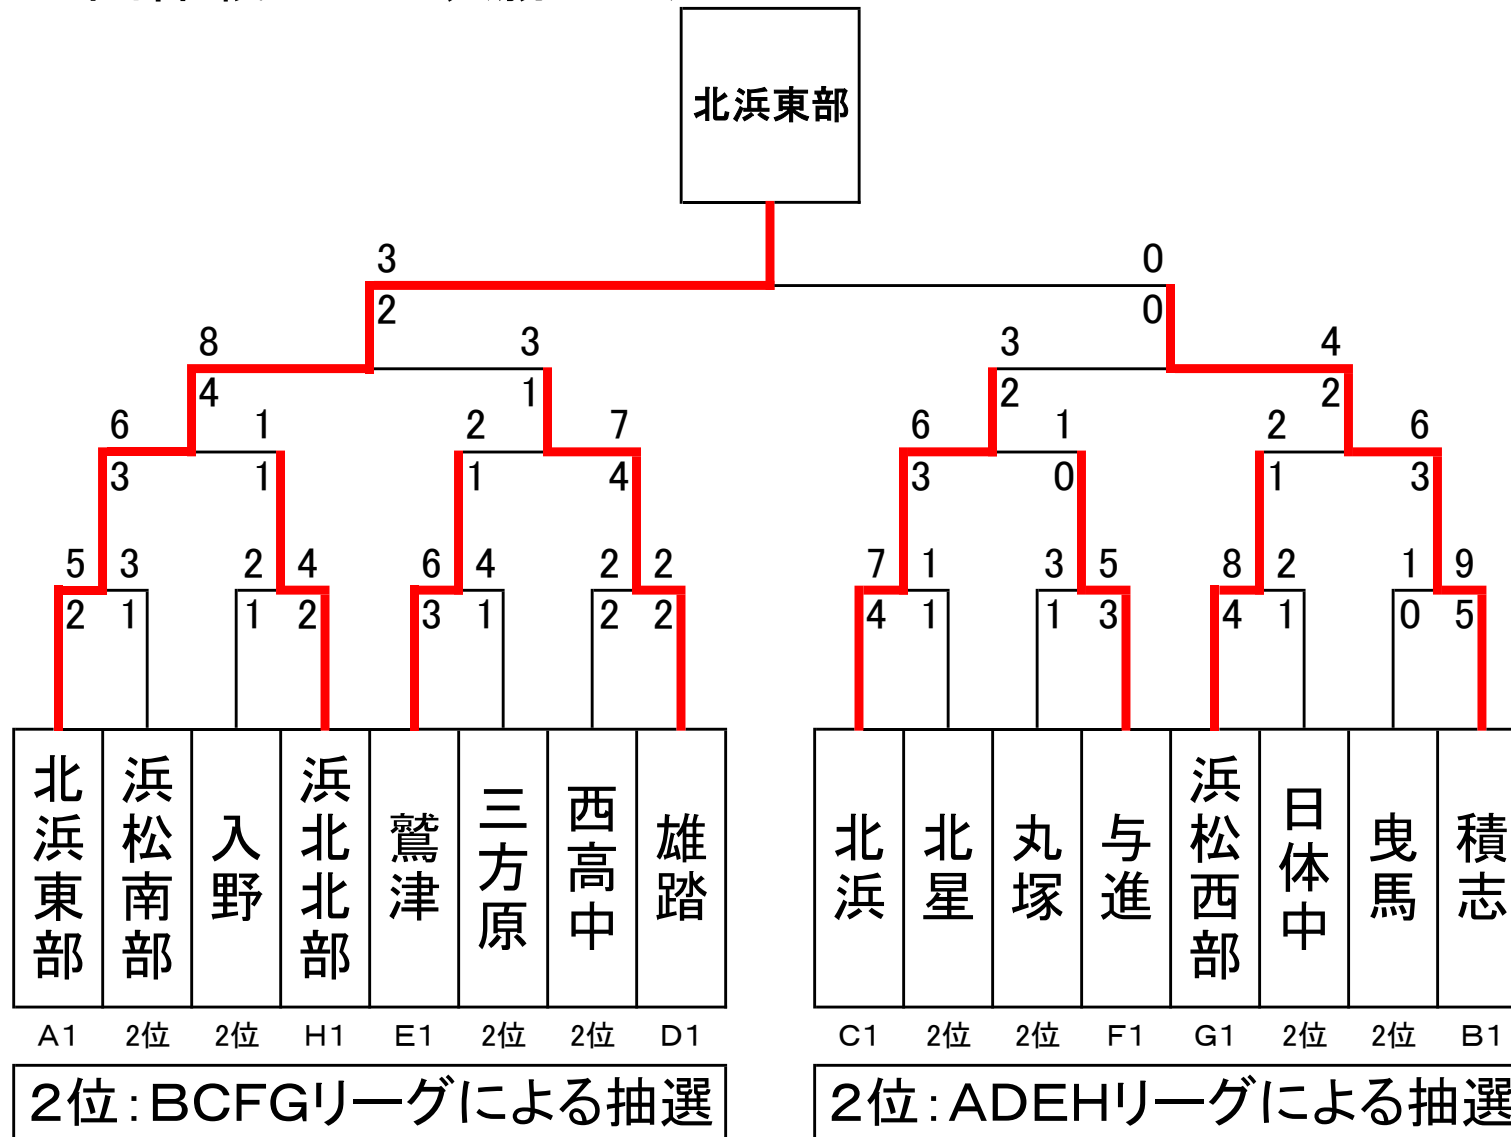 北浜東部
3 0
2 0
8 3 3 4
4 1 2 2
6 1 2 7 6 1 2 6
3 1 1 4 3 0 1 3
5 3 2 4 6 4 2 2 7 1 3 5 8 2 1 9
2 1 1 2 3 1 2 2 4 1 1 3 4 1 0 5
北浜東部
浜松南部
入野
浜北北部
鷲津
三方原
西高中
雄踏
北浜
北星
丸塚
与進
浜松西部
日体中
曳馬
積志
A1 2位 2位 H1 E1 2位 2位 D1 C1 2位 2位 F1 G1 2位 2位 B1
2位:BCFGリーグによる抽選
2位:ADEHリーグによる抽選